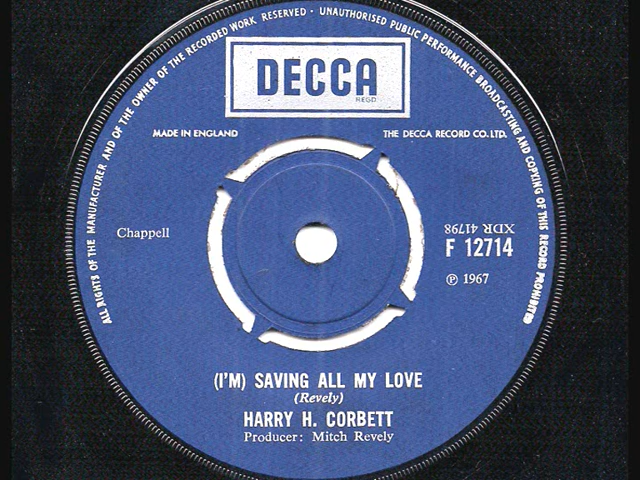 ALL RIGHTS OF THE MANUFACTURER AND OF THE OWNER OF THE RECORDED WORK RESERVED · UNAUTHORISED PUBLIC PERFORMANCE BROADCASTING AND COPYING OF THIS RECORD PROHIBITED
DECCA
REGD
MADE IN ENGLAND
THE DECCA RECORD CO. LTD.
Chappell
XDR 41798
F 12714
℗ 1967
(I'M) SAVING ALL MY LOVE
(Revely)
HARRY H. CORBETT
Producer: Mitch Revely